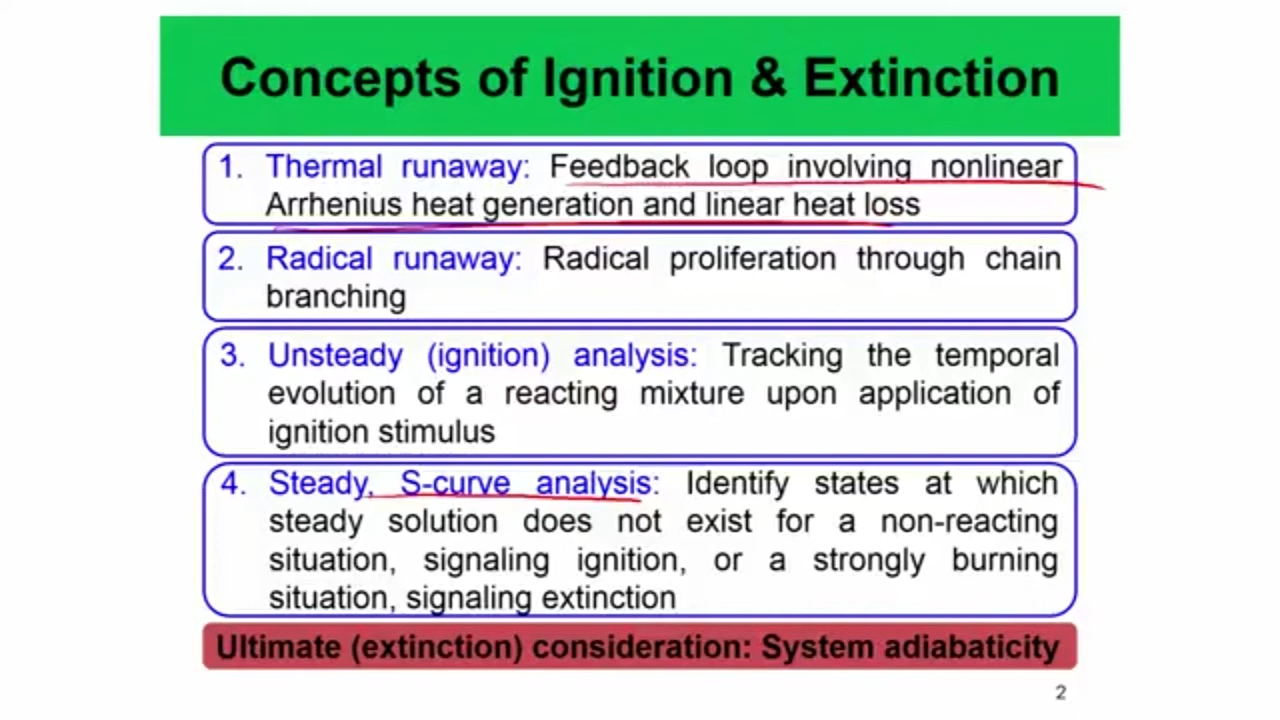 Concepts of Ignition & Extinction
1. Thermal runaway: Feedback loop involving nonlinear
Arrhenius heat generation and linear heat loss
2. Radical runaway: Radical proliferation through chain
branching
3. Unsteady (ignition) analysis: Tracking the temporal
evolution of a reacting mixture upon application of
ignition stimulus
4. Steady, S-curve analysis: Identify states at which
steady solution does not exist for a non-reacting
situation, signaling ignition, or a strongly burning
situation, signaling extinction
Ultimate (extinction) consideration: System adiabaticity
2